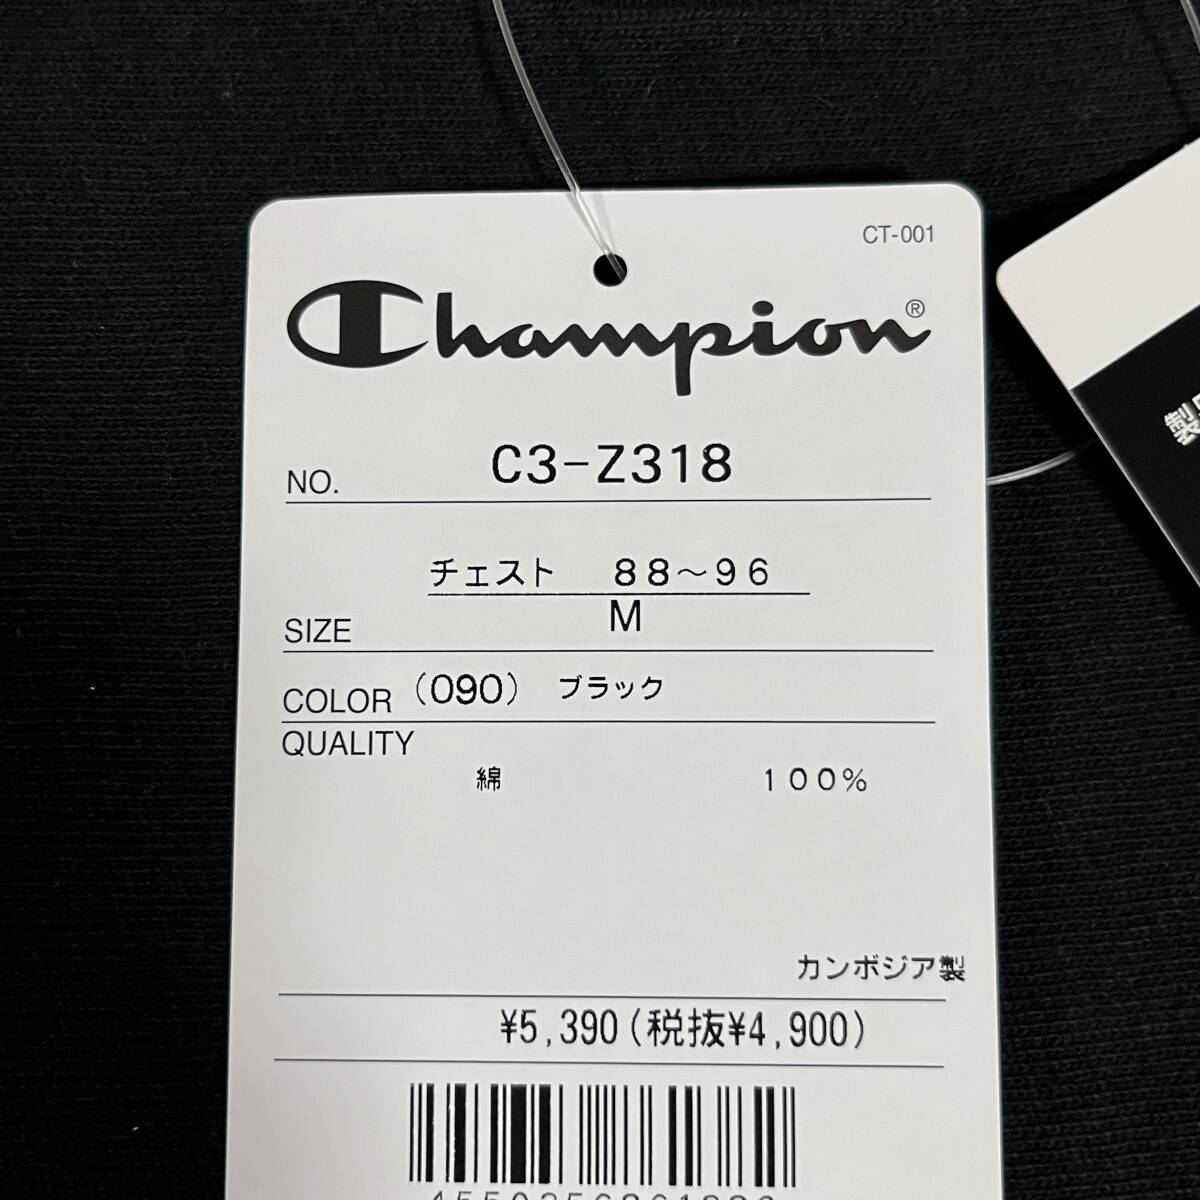 CT-001
Champion®
NO. C3-Z318
チェスト 88～96
SIZE M
COLOR (090) ブラック
QUALITY
綿 100%
カンボジア製
¥5,390(税抜¥4,900)
製